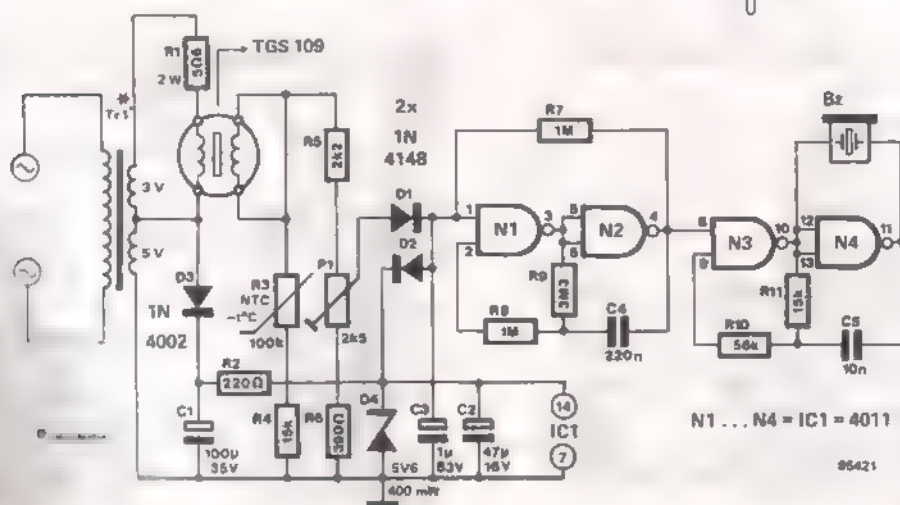 TGS 109
R1
5Ω6
2 W
*
Tr1
3 V
5 V
R5
2k2
2x
1N
4148
D1
D2
R7
1M
Bz
1
2
N1
3
5
6
N2
4
R9
3M3
R8
1M
C4
220n
8
9
N3
10
12
13
N4
11
R11
15k
R10
56k
C5
10n
D3
1N
4002
R3
NTC
-t°C
100k
P1
2k5
R2
220Ω
C1
100µ
35V
R4
15k
R6
390Ω
D4
5V6
400 mW
C3
1µ
63V
C2
47µ
16V
14
IC1
7
N1 ... N4 = IC1 = 4011
85421